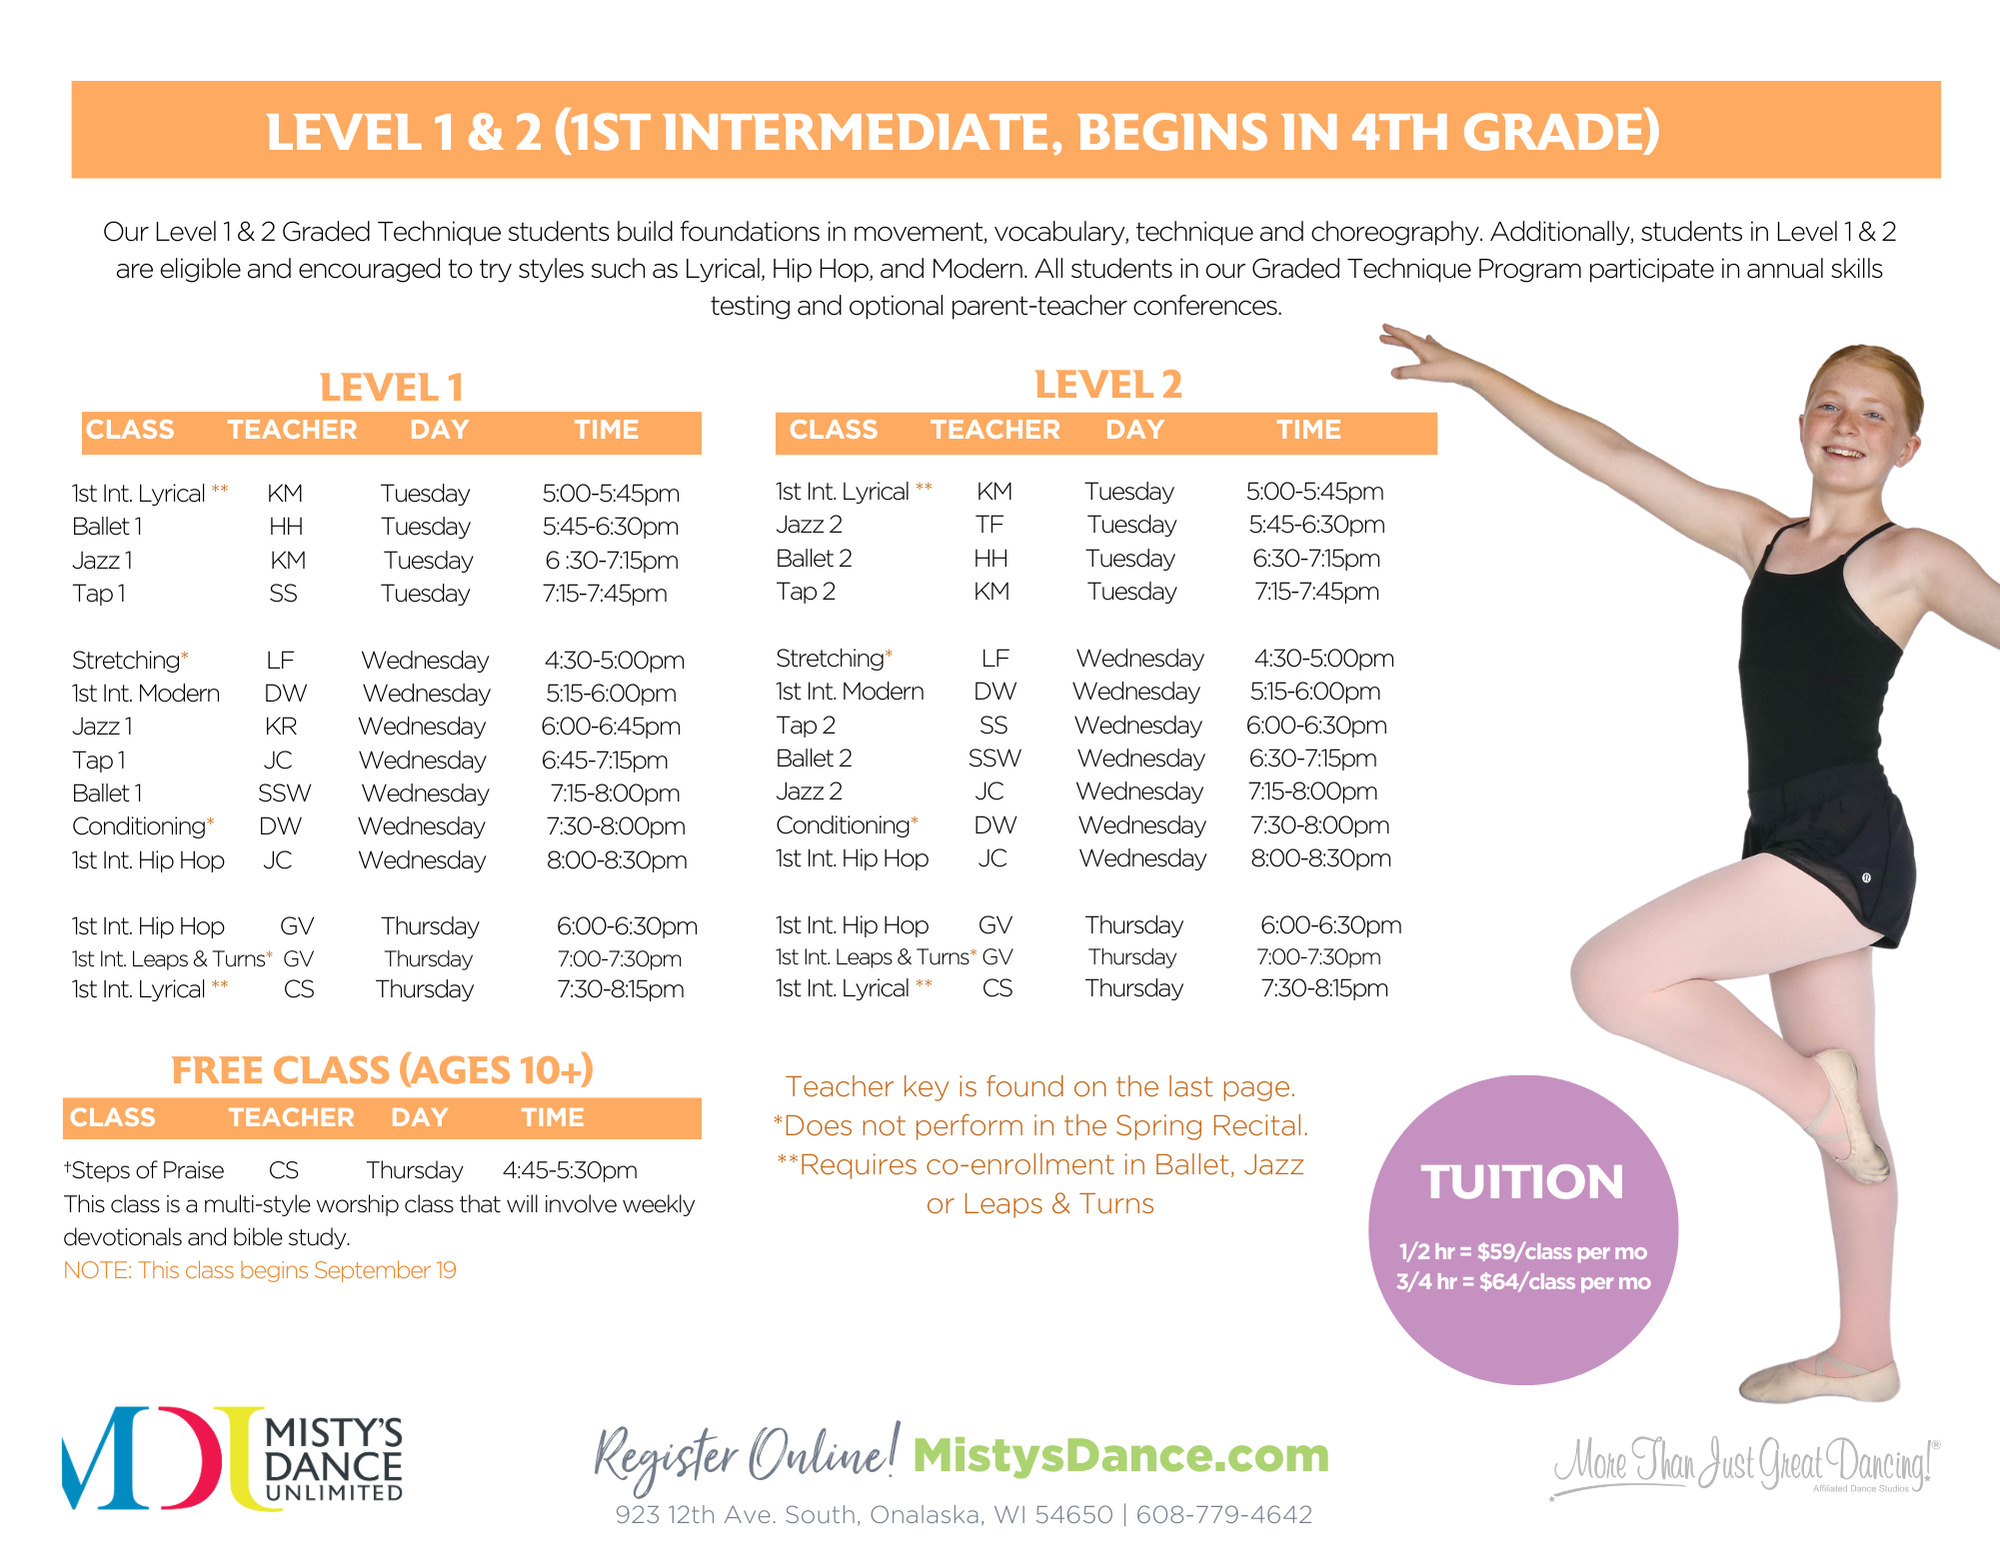 LEVEL 1 & 2 (1ST INTERMEDIATE, BEGINS IN 4TH GRADE)
Our Level 1 & 2 Graded Technique students build foundations in movement, vocabulary, technique and choreography. Additionally, students in Level 1 & 2
are eligible and encouraged to try styles such as Lyrical, Hip Hop, and Modern. All students in our Graded Technique Program participate in annual skills
testing and optional parent-teacher conferences.
LEVEL 1
CLASS TEACHER DAY TIME
1st Int. Lyrical ** KM Tuesday 5:00-5:45pm
Ballet 1 HH Tuesday 5:45-6:30pm
Jazz 1 KM Tuesday 6 :30-7:15pm
Tap 1 SS Tuesday 7:15-7:45pm
Stretching* LF Wednesday 4:30-5:00pm
1st Int. Modern DW Wednesday 5:15-6:00pm
Jazz 1 KR Wednesday 6:00-6:45pm
Tap 1 JC Wednesday 6:45-7:15pm
Ballet 1 SSW Wednesday 7:15-8:00pm
Conditioning* DW Wednesday 7:30-8:00pm
1st Int. Hip Hop JC Wednesday 8:00-8:30pm
1st Int. Hip Hop GV Thursday 6:00-6:30pm
1st Int. Leaps & Turns* GV Thursday 7:00-7:30pm
1st Int. Lyrical ** CS Thursday 7:30-8:15pm
LEVEL 2
CLASS TEACHER DAY TIME
1st Int. Lyrical ** KM Tuesday 5:00-5:45pm
Jazz 2 TF Tuesday 5:45-6:30pm
Ballet 2 HH Tuesday 6:30-7:15pm
Tap 2 KM Tuesday 7:15-7:45pm
Stretching* LF Wednesday 4:30-5:00pm
1st Int. Modern DW Wednesday 5:15-6:00pm
Tap 2 SS Wednesday 6:00-6:30pm
Ballet 2 SSW Wednesday 6:30-7:15pm
Jazz 2 JC Wednesday 7:15-8:00pm
Conditioning* DW Wednesday 7:30-8:00pm
1st Int. Hip Hop JC Wednesday 8:00-8:30pm
1st Int. Hip Hop GV Thursday 6:00-6:30pm
1st Int. Leaps & Turns* GV Thursday 7:00-7:30pm
1st Int. Lyrical ** CS Thursday 7:30-8:15pm
FREE CLASS (AGES 10+)
CLASS TEACHER DAY TIME
†Steps of Praise CS Thursday 4:45-5:30pm
This class is a multi-style worship class that will involve weekly
devotionals and bible study.
NOTE: This class begins September 19
Teacher key is found on the last page.
*Does not perform in the Spring Recital.
**Requires co-enrollment in Ballet, Jazz
or Leaps & Turns
TUITION
1/2 hr = $59/class per mo
3/4 hr = $64/class per mo
MDU
MISTY'S
DANCE
UNLIMITED
Register Online! MistysDance.com
923 12th Ave. South, Onalaska, WI 54650 | 608-779-4642
More Than Just Great Dancing!®
Affiliated Dance Studios